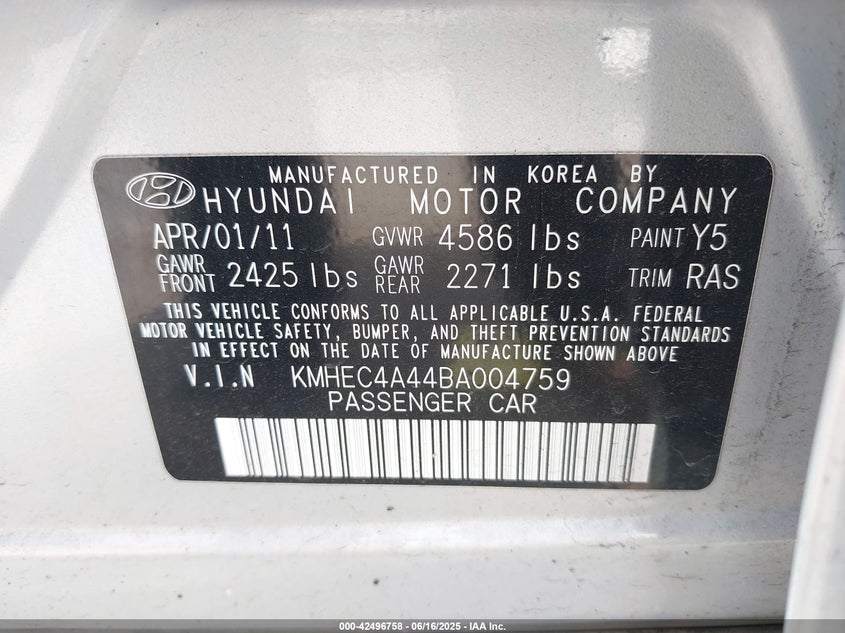 MANUFACTURED IN KOREA BY
HYUNDAI MOTOR COMPANY
APR/01/11 GVWR 4586 lbs PAINT Y5
GAWR FRONT 2425 lbs GAWR REAR 2271 lbs TRIM RAS
THIS VEHICLE CONFORMS TO ALL APPLICABLE U.S.A. FEDERAL
MOTOR VEHICLE SAFETY, BUMPER, AND THEFT PREVENTION STANDARDS
IN EFFECT ON THE DATE OF MANUFACTURE SHOWN ABOVE
V.I.N KMHEC4A44BA004759
PASSENGER CAR
000-42496758 - 06/16/2025 - IAA Inc.